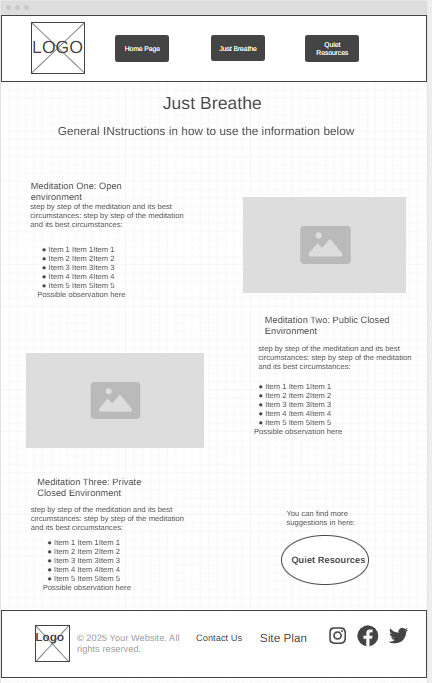 LOGO
Home Page
Just Breathe
Quiet
Resources
Just Breathe
General INstructions in how to use the information below
Meditation One: Open
environment
step by step of the meditation and its best
circumstances: step by step of the meditation
and its best circumstances:
● Item 1 Item 1Item 1
● Item 2 Item 2Item 2
● Item 3 Item 3Item 3
● Item 4 Item 4Item 4
● Item 5 Item 5Item 5
Possible observation here
Meditation Two: Public Closed
Environment
step by step of the meditation and its best
circumstances: step by step of the meditation
and its best circumstances:
● Item 1 Item 1Item 1
● Item 2 Item 2Item 2
● Item 3 Item 3Item 3
● Item 4 Item 4Item 4
● Item 5 Item 5Item 5
Possible observation here
Meditation Three: Private
Closed Environment
step by step of the meditation and its best
circumstances: step by step of the meditation
and its best circumstances:
● Item 1 Item 1Item 1
● Item 2 Item 2Item 2
● Item 3 Item 3Item 3
● Item 4 Item 4Item 4
● Item 5 Item 5Item 5
Possible observation here
You can find more
suggestions in here:
Quiet Resources
Logo
© 2025 Your Website. All
rights reserved.
Contact Us
Site Plan